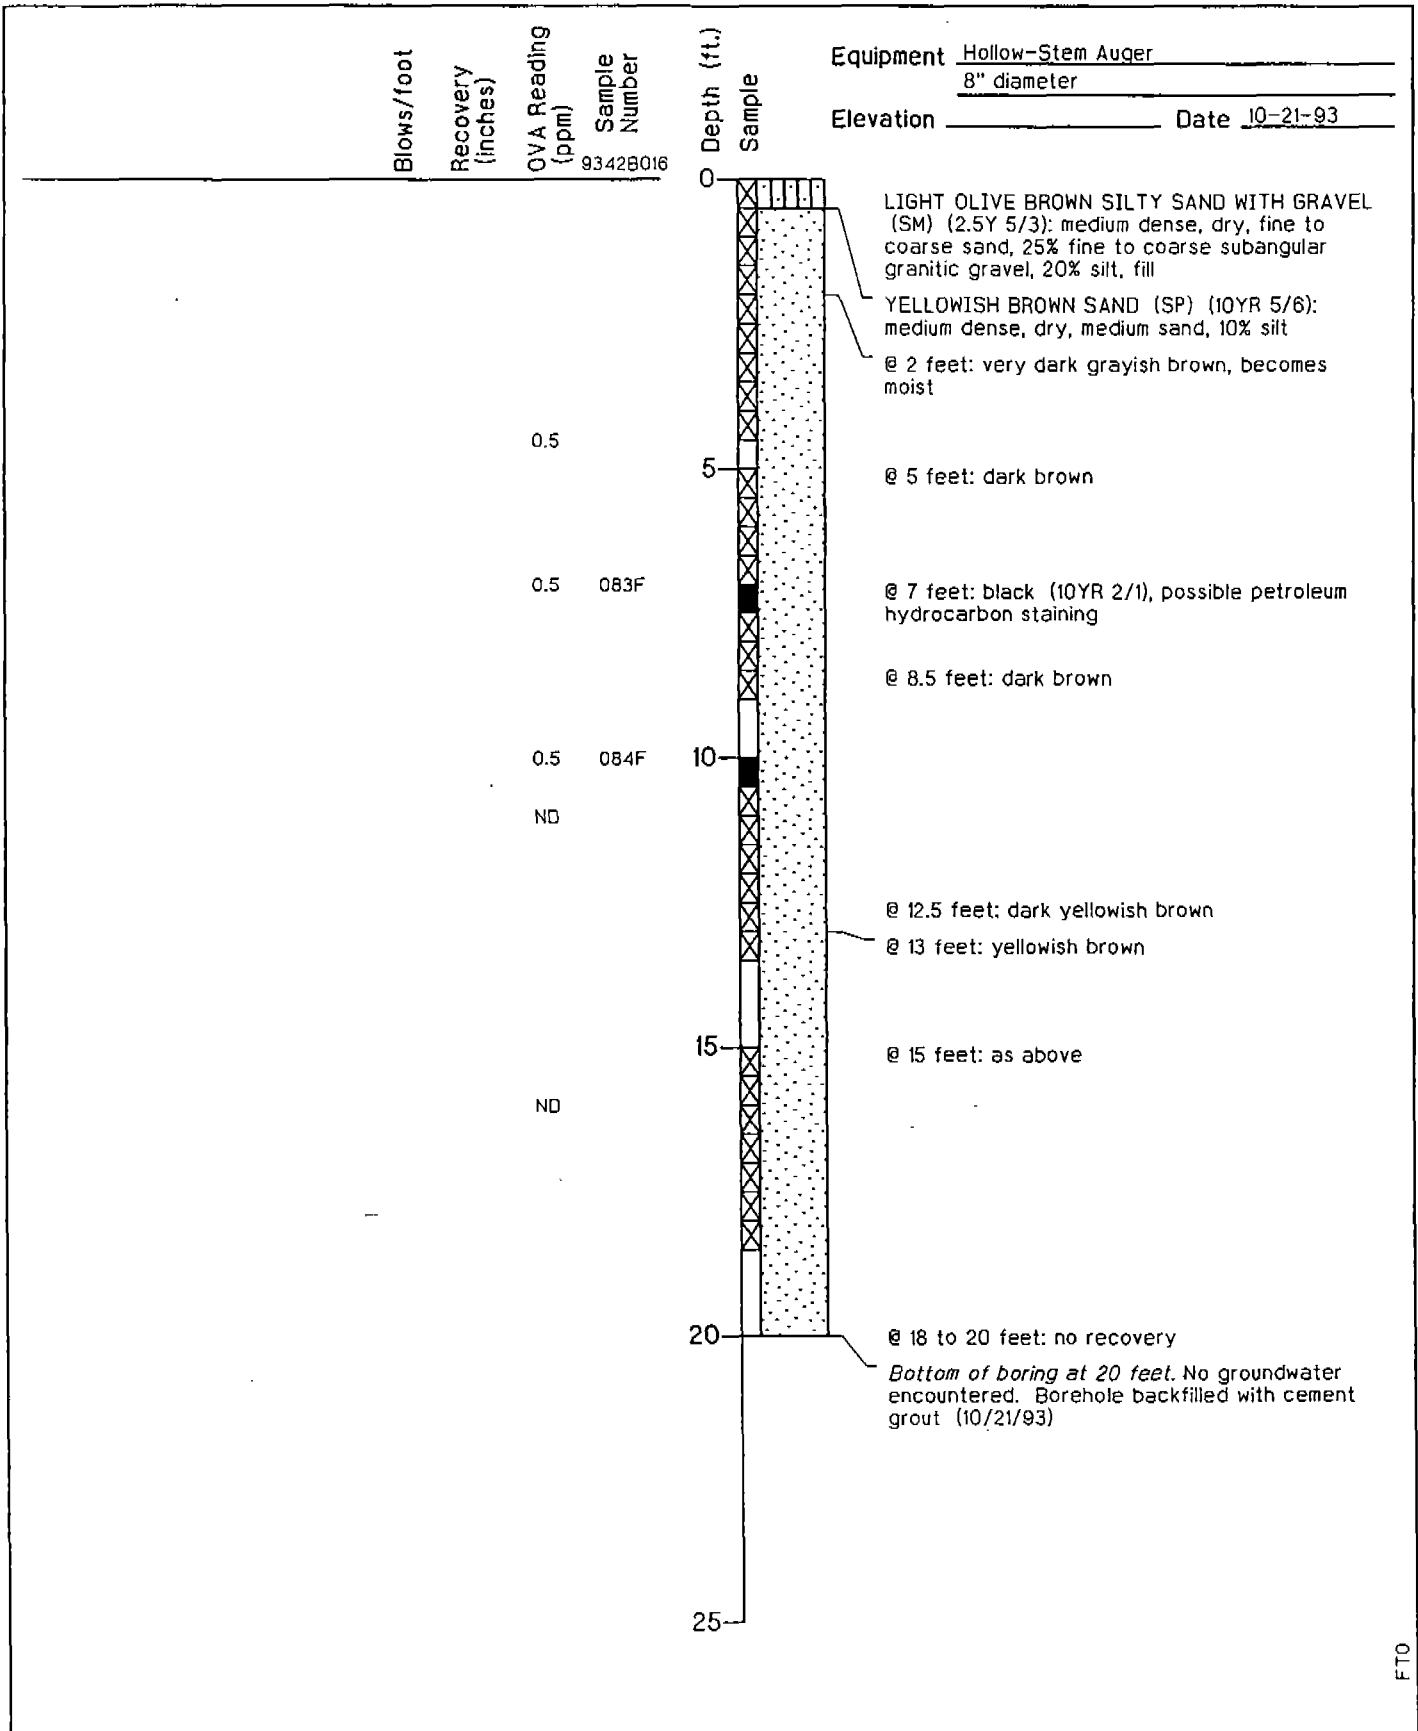 Blows/foot
Recovery
(inches)
OVA Reading
(ppm)
Sample
Number
9342B016
Depth (ft.)
Sample
Equipment Hollow-Stem Auger
8" diameter
Elevation Date 10-21-93
0
LIGHT OLIVE BROWN SILTY SAND WITH GRAVEL
(SM) (2.5Y 5/3): medium dense, dry, fine to
coarse sand, 25% fine to coarse subangular
granitic gravel, 20% silt, fill
YELLOWISH BROWN SAND (SP) (10YR 5/6):
medium dense, dry, medium sand, 10% silt
@ 2 feet: very dark grayish brown, becomes
moist
0.5
5
@ 5 feet: dark brown
0.5 083F
@ 7 feet: black (10YR 2/1), possible petroleum
hydrocarbon staining
@ 8.5 feet: dark brown
0.5 084F
10
ND
@ 12.5 feet: dark yellowish brown
@ 13 feet: yellowish brown
15
@ 15 feet: as above
ND
20
@ 18 to 20 feet: no recovery
Bottom of boring at 20 feet. No groundwater
encountered. Borehole backfilled with cement
grout (10/21/93)
25
FTO